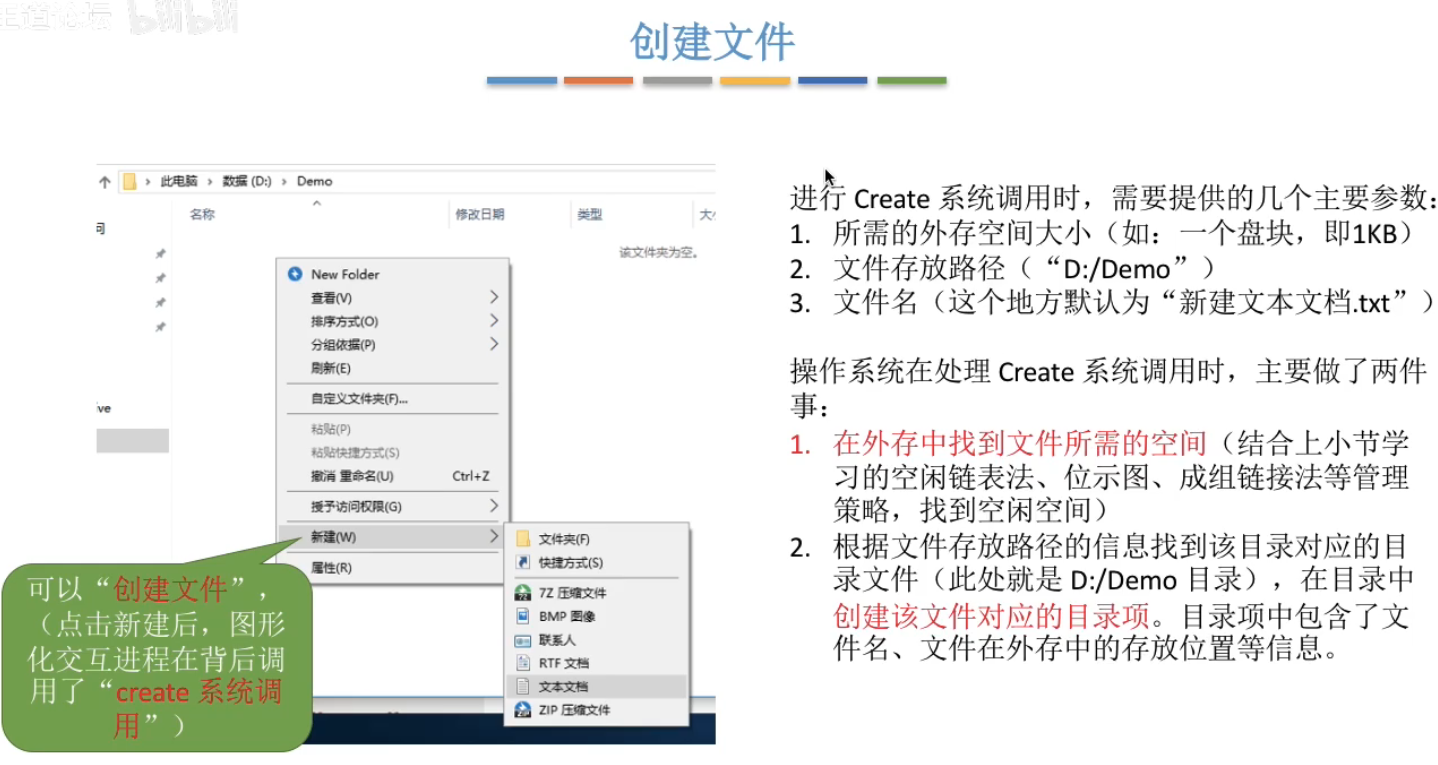 王道论坛 bilibili
创建文件
此电脑 › 数据 (D:) › Demo
名称 修改日期 类型 大
该文件夹为空。
ive
New Folder
查看(V)
排序方式(O)
分组依据(P)
刷新(E)
自定义文件夹(F)...
粘贴(P)
粘贴快捷方式(S)
撤消 重命名(U) Ctrl+Z
授予访问权限(G)
新建(W)
属性(R)
文件夹(F)
快捷方式(S)
7Z 压缩文件
BMP 图像
联系人
RTF 文档
文本文档
ZIP 压缩文件
可以“创建文件”，
（点击新建后，图形
化交互进程在背后调
用了“create 系统调
用”）
进行 Create 系统调用时，需要提供的几个主要参数：
1. 所需的外存空间大小（如：一个盘块，即1KB）
2. 文件存放路径（“D:/Demo”）
3. 文件名（这个地方默认为“新建文本文档.txt”）
操作系统在处理 Create 系统调用时，主要做了两件
事：
1. 在外存中找到文件所需的空间（结合上小节学
习的空闲链表法、位示图、成组链接法等管理
策略，找到空闲空间）
2. 根据文件存放路径的信息找到该目录对应的目
录文件（此处就是 D:/Demo 目录），在目录中
创建该文件对应的目录项。目录项中包含了文
件名、文件在外存中的存放位置等信息。